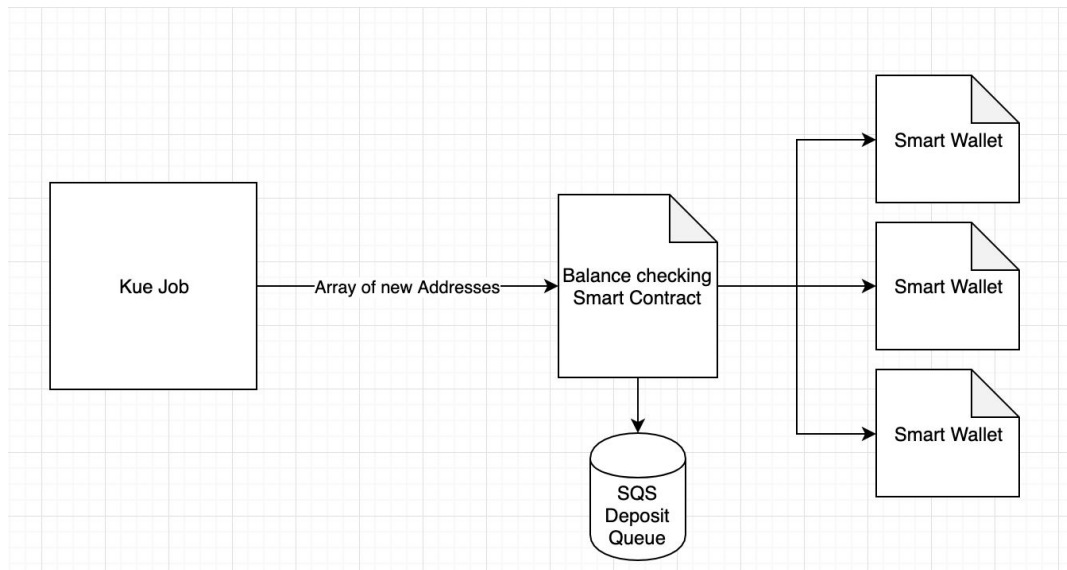 Kue Job
Array of new Addresses
Balance checking
Smart Contract
Smart Wallet
Smart Wallet
Smart Wallet
SQS
Deposit
Queue